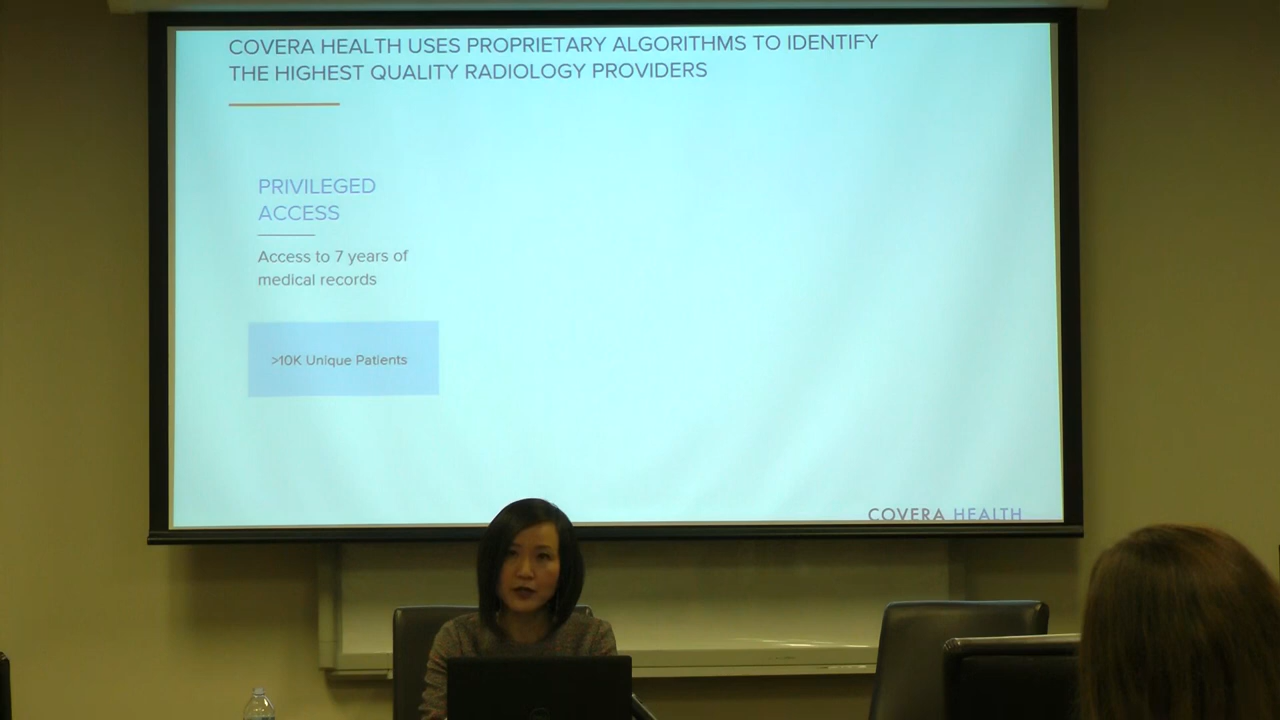 COVERA HEALTH USES PROPRIETARY ALGORITHMS TO IDENTIFY
THE HIGHEST QUALITY RADIOLOGY PROVIDERS
PRIVILEGED
ACCESS
Access to 7 years of
medical records
>10K Unique Patients
COVERA HEALTH